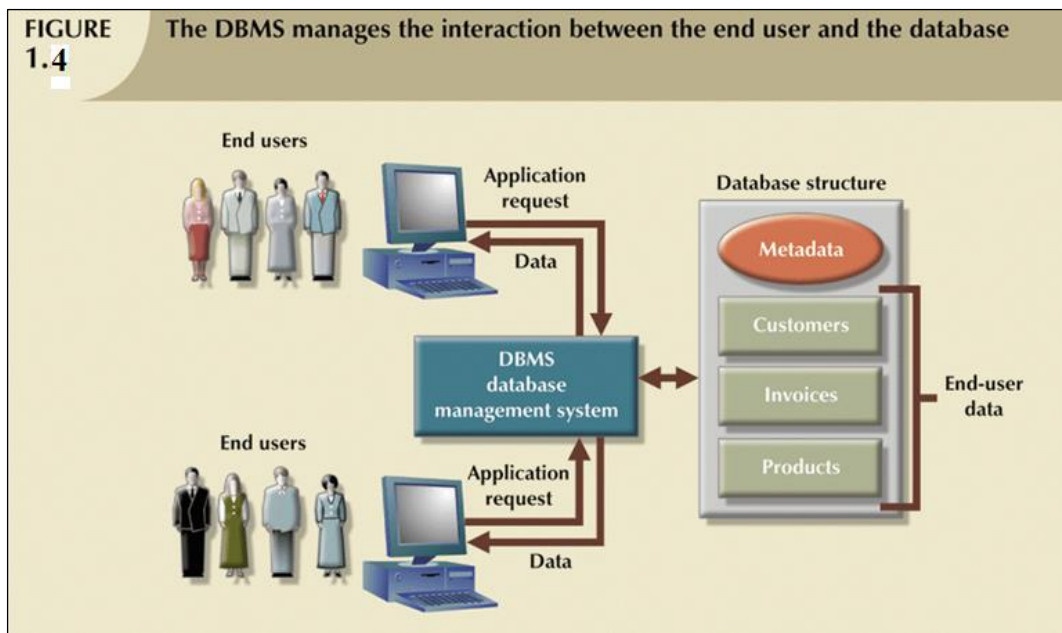 FIGURE
1.4
The DBMS manages the interaction between the end user and the database
End users
Application
request
Data
Database structure
Metadata
Customers
Invoices
Products
End-user
data
DBMS
database
management system
End users
Application
request
Data